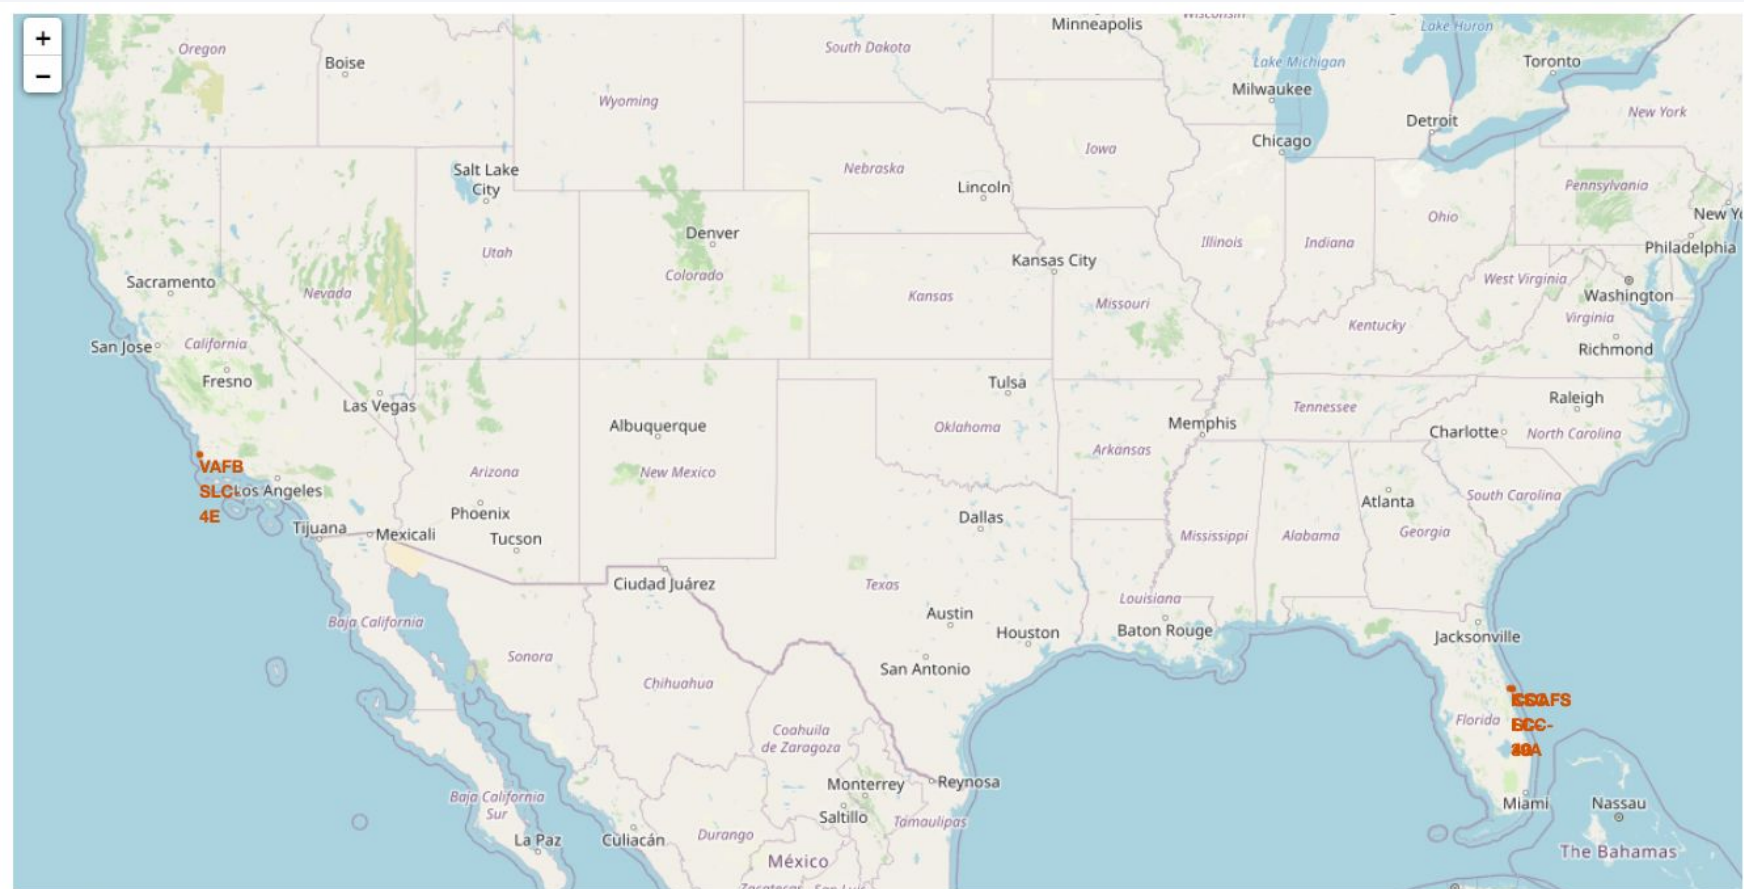 +
−
Oregon
Boise
Wyoming
South Dakota
Minneapolis
Wisconsin
Lake Huron
Lake Michigan
Toronto
Milwaukee
New York
Detroit
Chicago
Iowa
Salt Lake
City
Nebraska
Lincoln
Pennsylvania
Ohio
New Yo
Denver
Utah
Illinois
Indiana
Philadelphia
Kansas City
Colorado
Sacramento
Nevada
Kansas
Missouri
West Virginia
Washington
Virginia
Kentucky
San Jose
California
Richmond
Fresno
Tulsa
Las Vegas
Raleigh
Tennessee
Albuquerque
Oklahoma
Memphis
Charlotte
North Carolina
Arkansas
VAFB
SLC-
4E
Los Angeles
Arizona
New Mexico
South Carolina
Atlanta
Phoenix
Dallas
Georgia
Tijuana
Mexicali
Tucson
Mississippi
Alabama
Ciudad Juárez
Texas
Louisiana
Austin
Baja California
Houston
Baton Rouge
Jacksonville
Sonora
San Antonio
Chihuahua
Florida
Coahuila
de Zaragoza
Monterrey
Reynosa
Baja California
Sur
Saltillo
Tamaulipas
Miami
Nassau
La Paz
Culiacán
Durango
México
The Bahamas
Zacatecas
San Luis